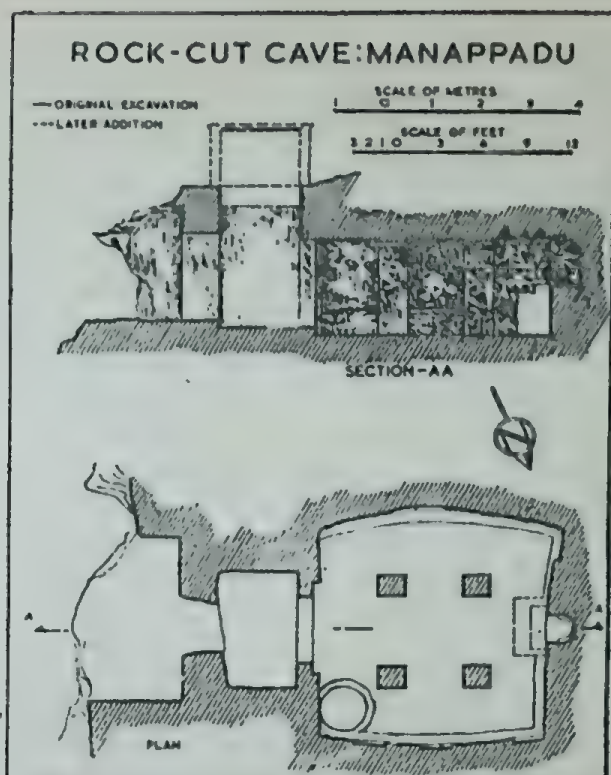 ROCK-CUT CAVE:MANAPPADU
ORIGINAL EXCAVATION
LATER ADDITION
SCALE OF METRES
1 0 1 2 3 4
SCALE OF FEET
3 2 1 0 3 6 9 12
SECTION-AA
A
A
PLAN